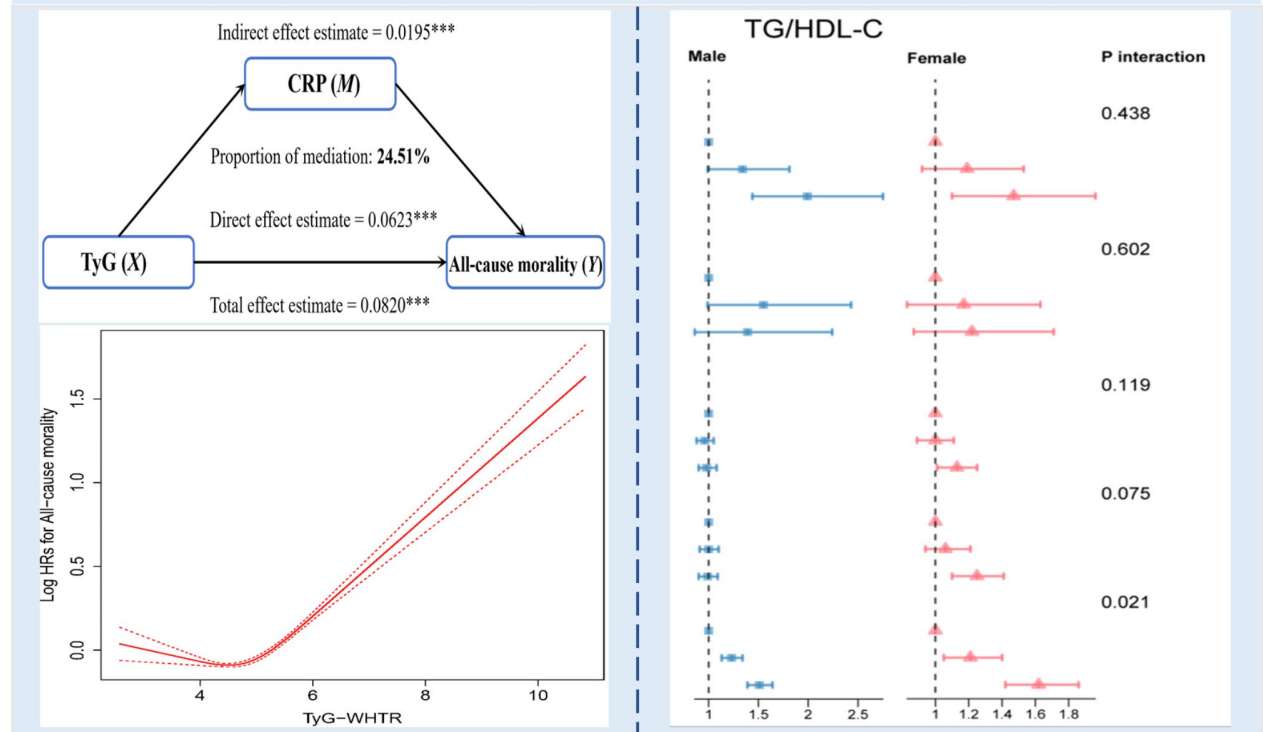 Indirect effect estimate = 0.0195***
CRP (M)
Proportion of mediation: 24.51%
Direct effect estimate = 0.0623***
TyG (X)
All-cause morality (Y)
Total effect estimate = 0.0820***
Log HRs for All−cause morality
1.5
1.0
0.5
0.0
4 6 8 10
TyG−WHTR
TG/HDL-C
Male Female P interaction
0.438
0.602
0.119
0.075
0.021
1 1.5 2 2.5
1 1.2 1.4 1.6 1.8